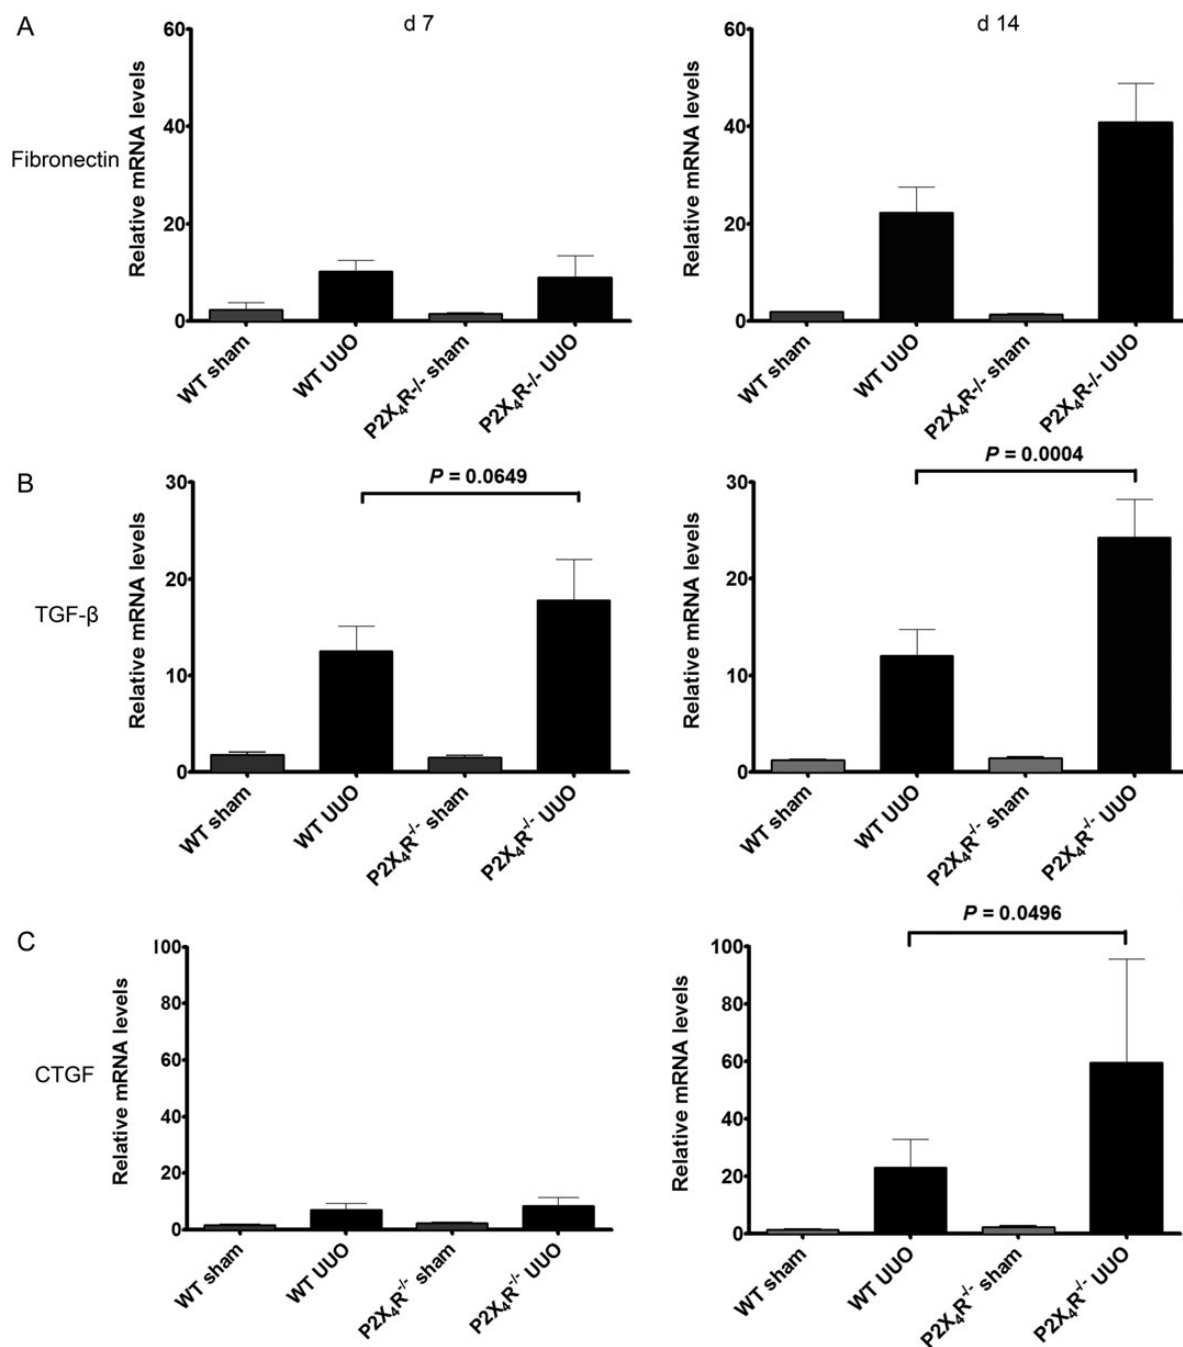 A
d 7
d 14
Fibronectin
Relative mRNA levels
60
40
20
0
WT sham
WT UUO
P2X₄R-/- sham
P2X₄R-/- UUO
Relative mRNA levels
60
40
20
0
WT sham
WT UUO
P2X₄R-/- sham
P2X₄R-/- UUO
B
TGF-β
P = 0.0649
Relative mRNA levels
30
20
10
0
WT sham
WT UUO
P2X₄R⁻/⁻ sham
P2X₄R⁻/⁻ UUO
P = 0.0004
Relative mRNA levels
30
20
10
0
WT sham
WT UUO
P2X₄R⁻/⁻ sham
P2X₄R⁻/⁻ UUO
C
CTGF
Relative mRNA levels
100
80
60
40
20
0
WT sham
WT UUO
P2X₄R⁻/⁻ sham
P2X₄R⁻/⁻ UUO
P = 0.0496
Relative mRNA levels
100
80
60
40
20
0
WT sham
WT UUO
P2X₄R⁻/⁻ sham
P2X₄R⁻/⁻ UUO